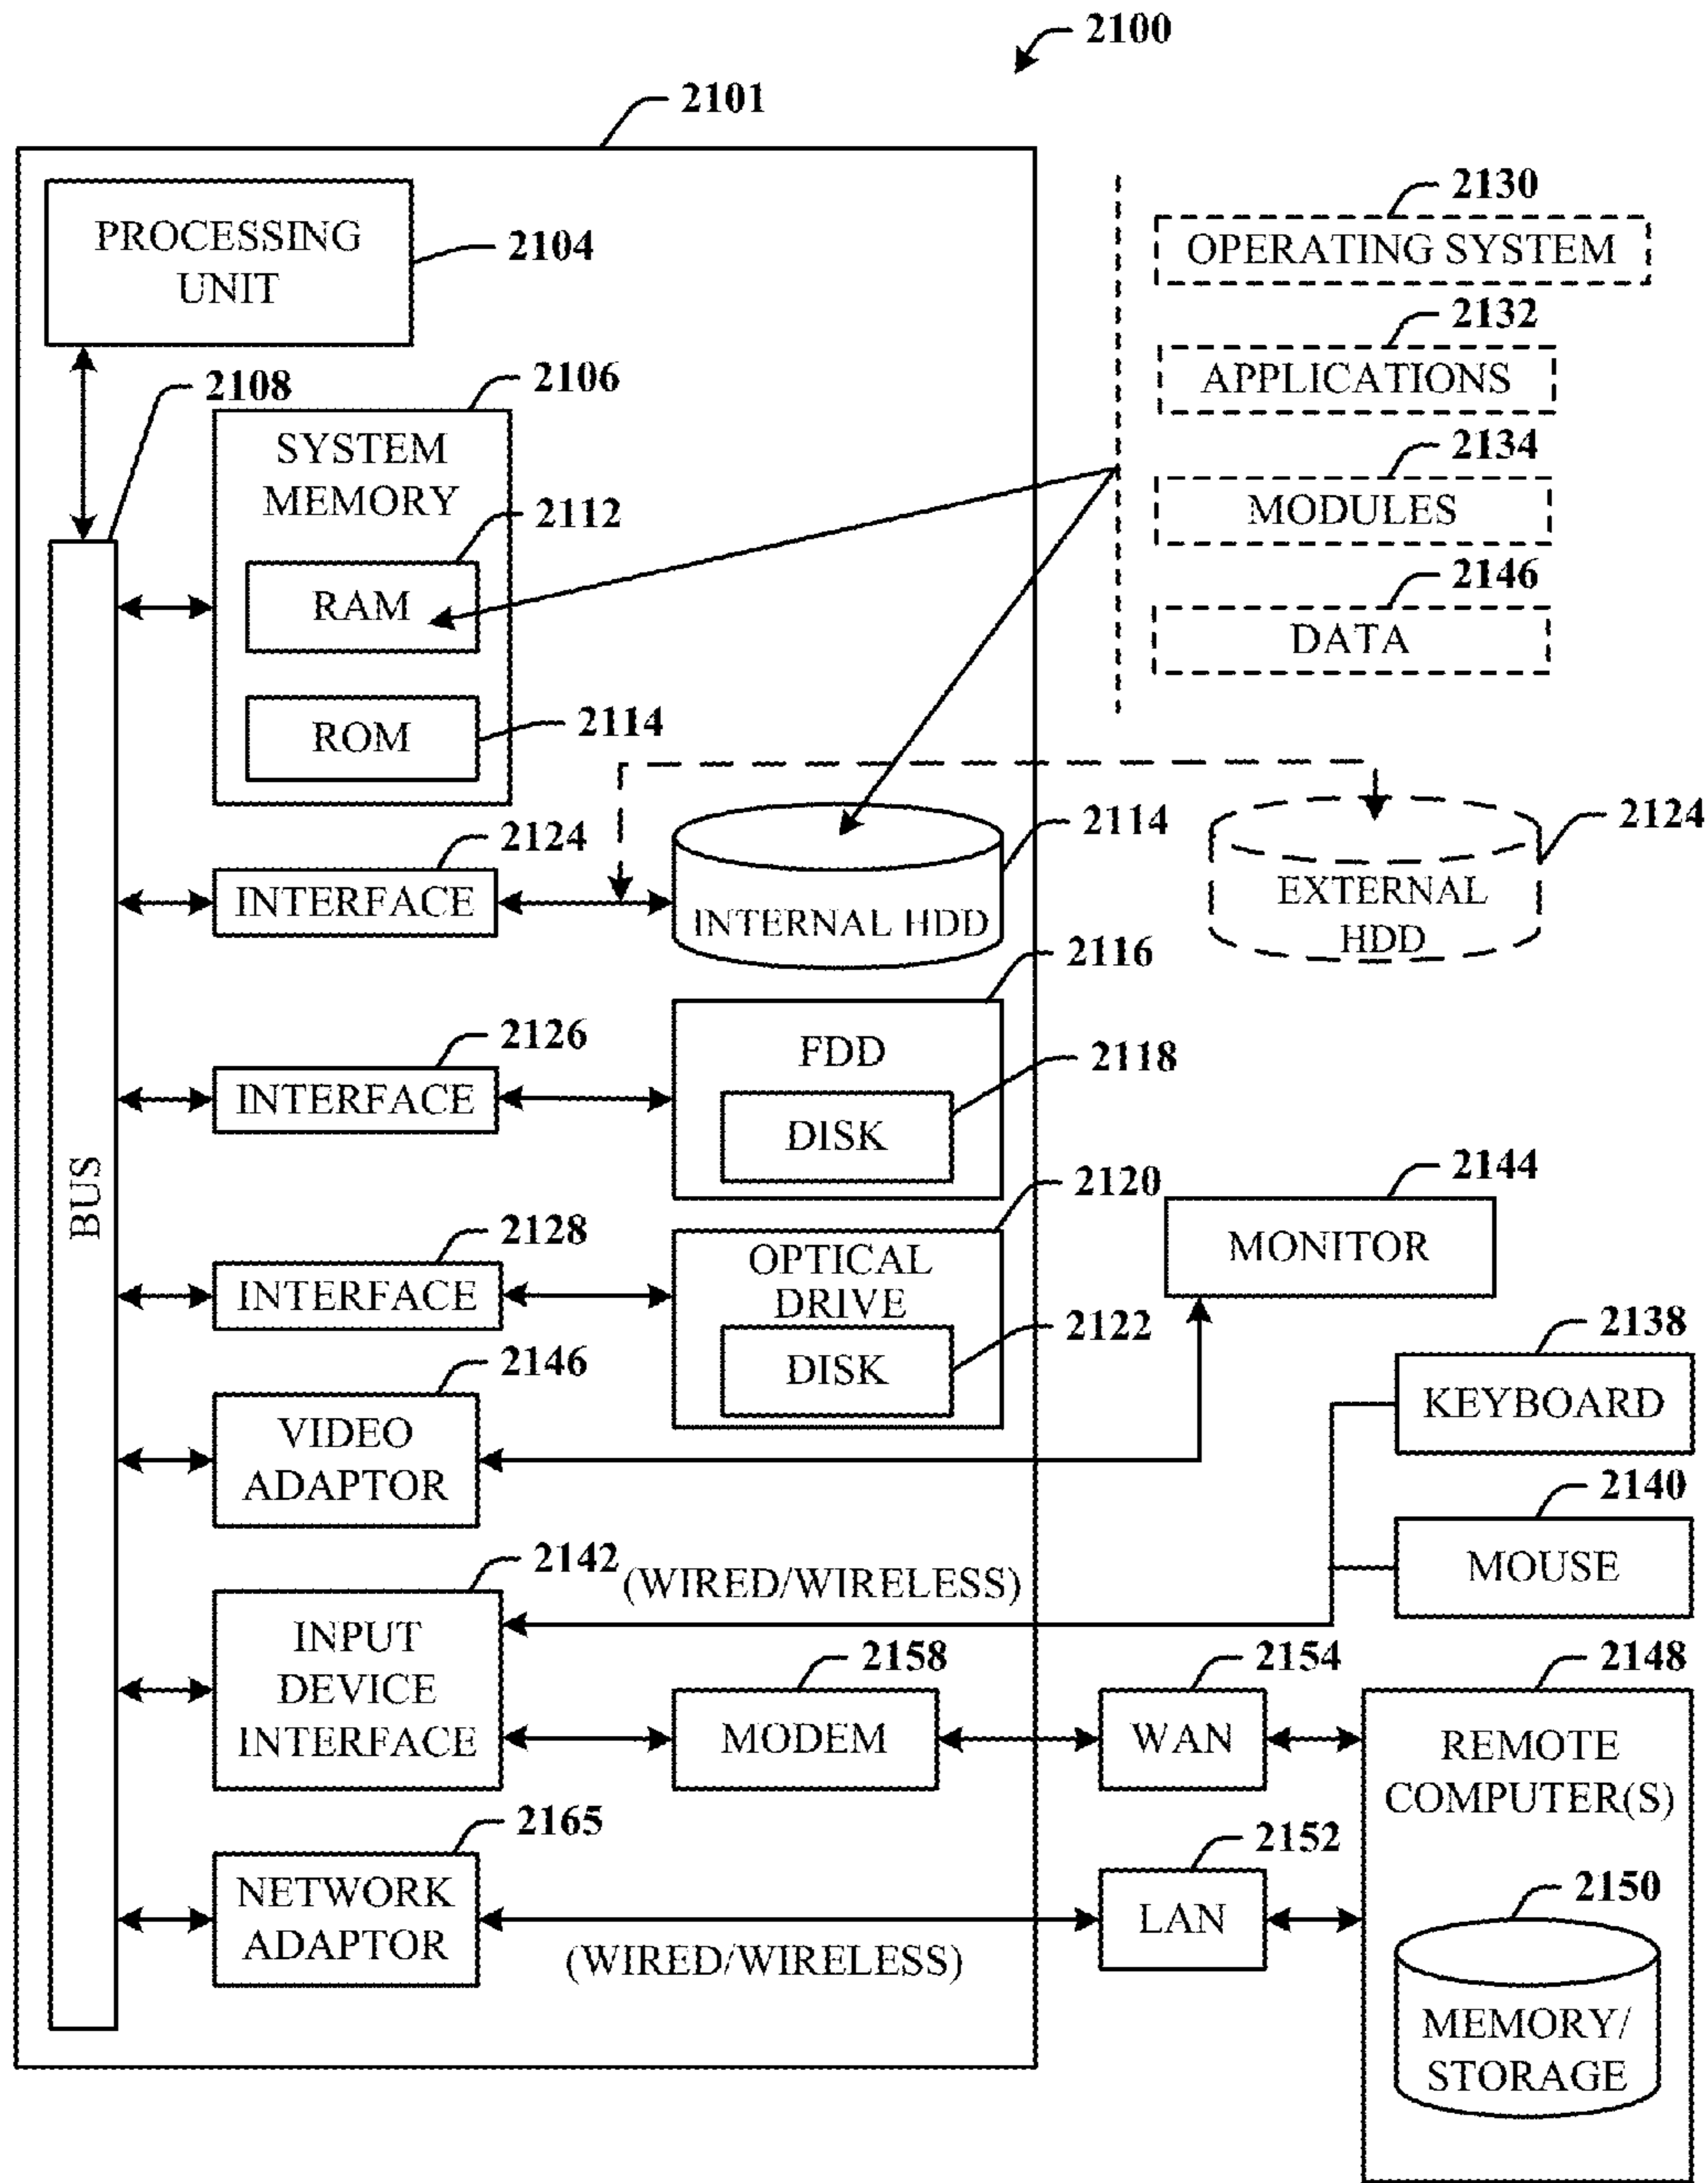 2100
2101
PROCESSING
UNIT
2104
2130
OPERATING SYSTEM
2132
APPLICATIONS
2134
MODULES
2146
DATA
2108
2106
SYSTEM
MEMORY
2112
RAM
ROM
2114
2124
INTERFACE
INTERNAL HDD
2114
EXTERNAL
HDD
2124
2116
FDD
2126
INTERFACE
2118
DISK
BUS
2120
OPTICAL
DRIVE
2128
INTERFACE
2122
DISK
2144
MONITOR
2146
VIDEO
ADAPTOR
2138
KEYBOARD
2140
MOUSE
2142
(WIRED/WIRELESS)
INPUT
DEVICE
INTERFACE
2158
MODEM
2154
WAN
2148
REMOTE
COMPUTER(S)
2165
NETWORK
ADAPTOR
(WIRED/WIRELESS)
2152
LAN
2150
MEMORY/
STORAGE